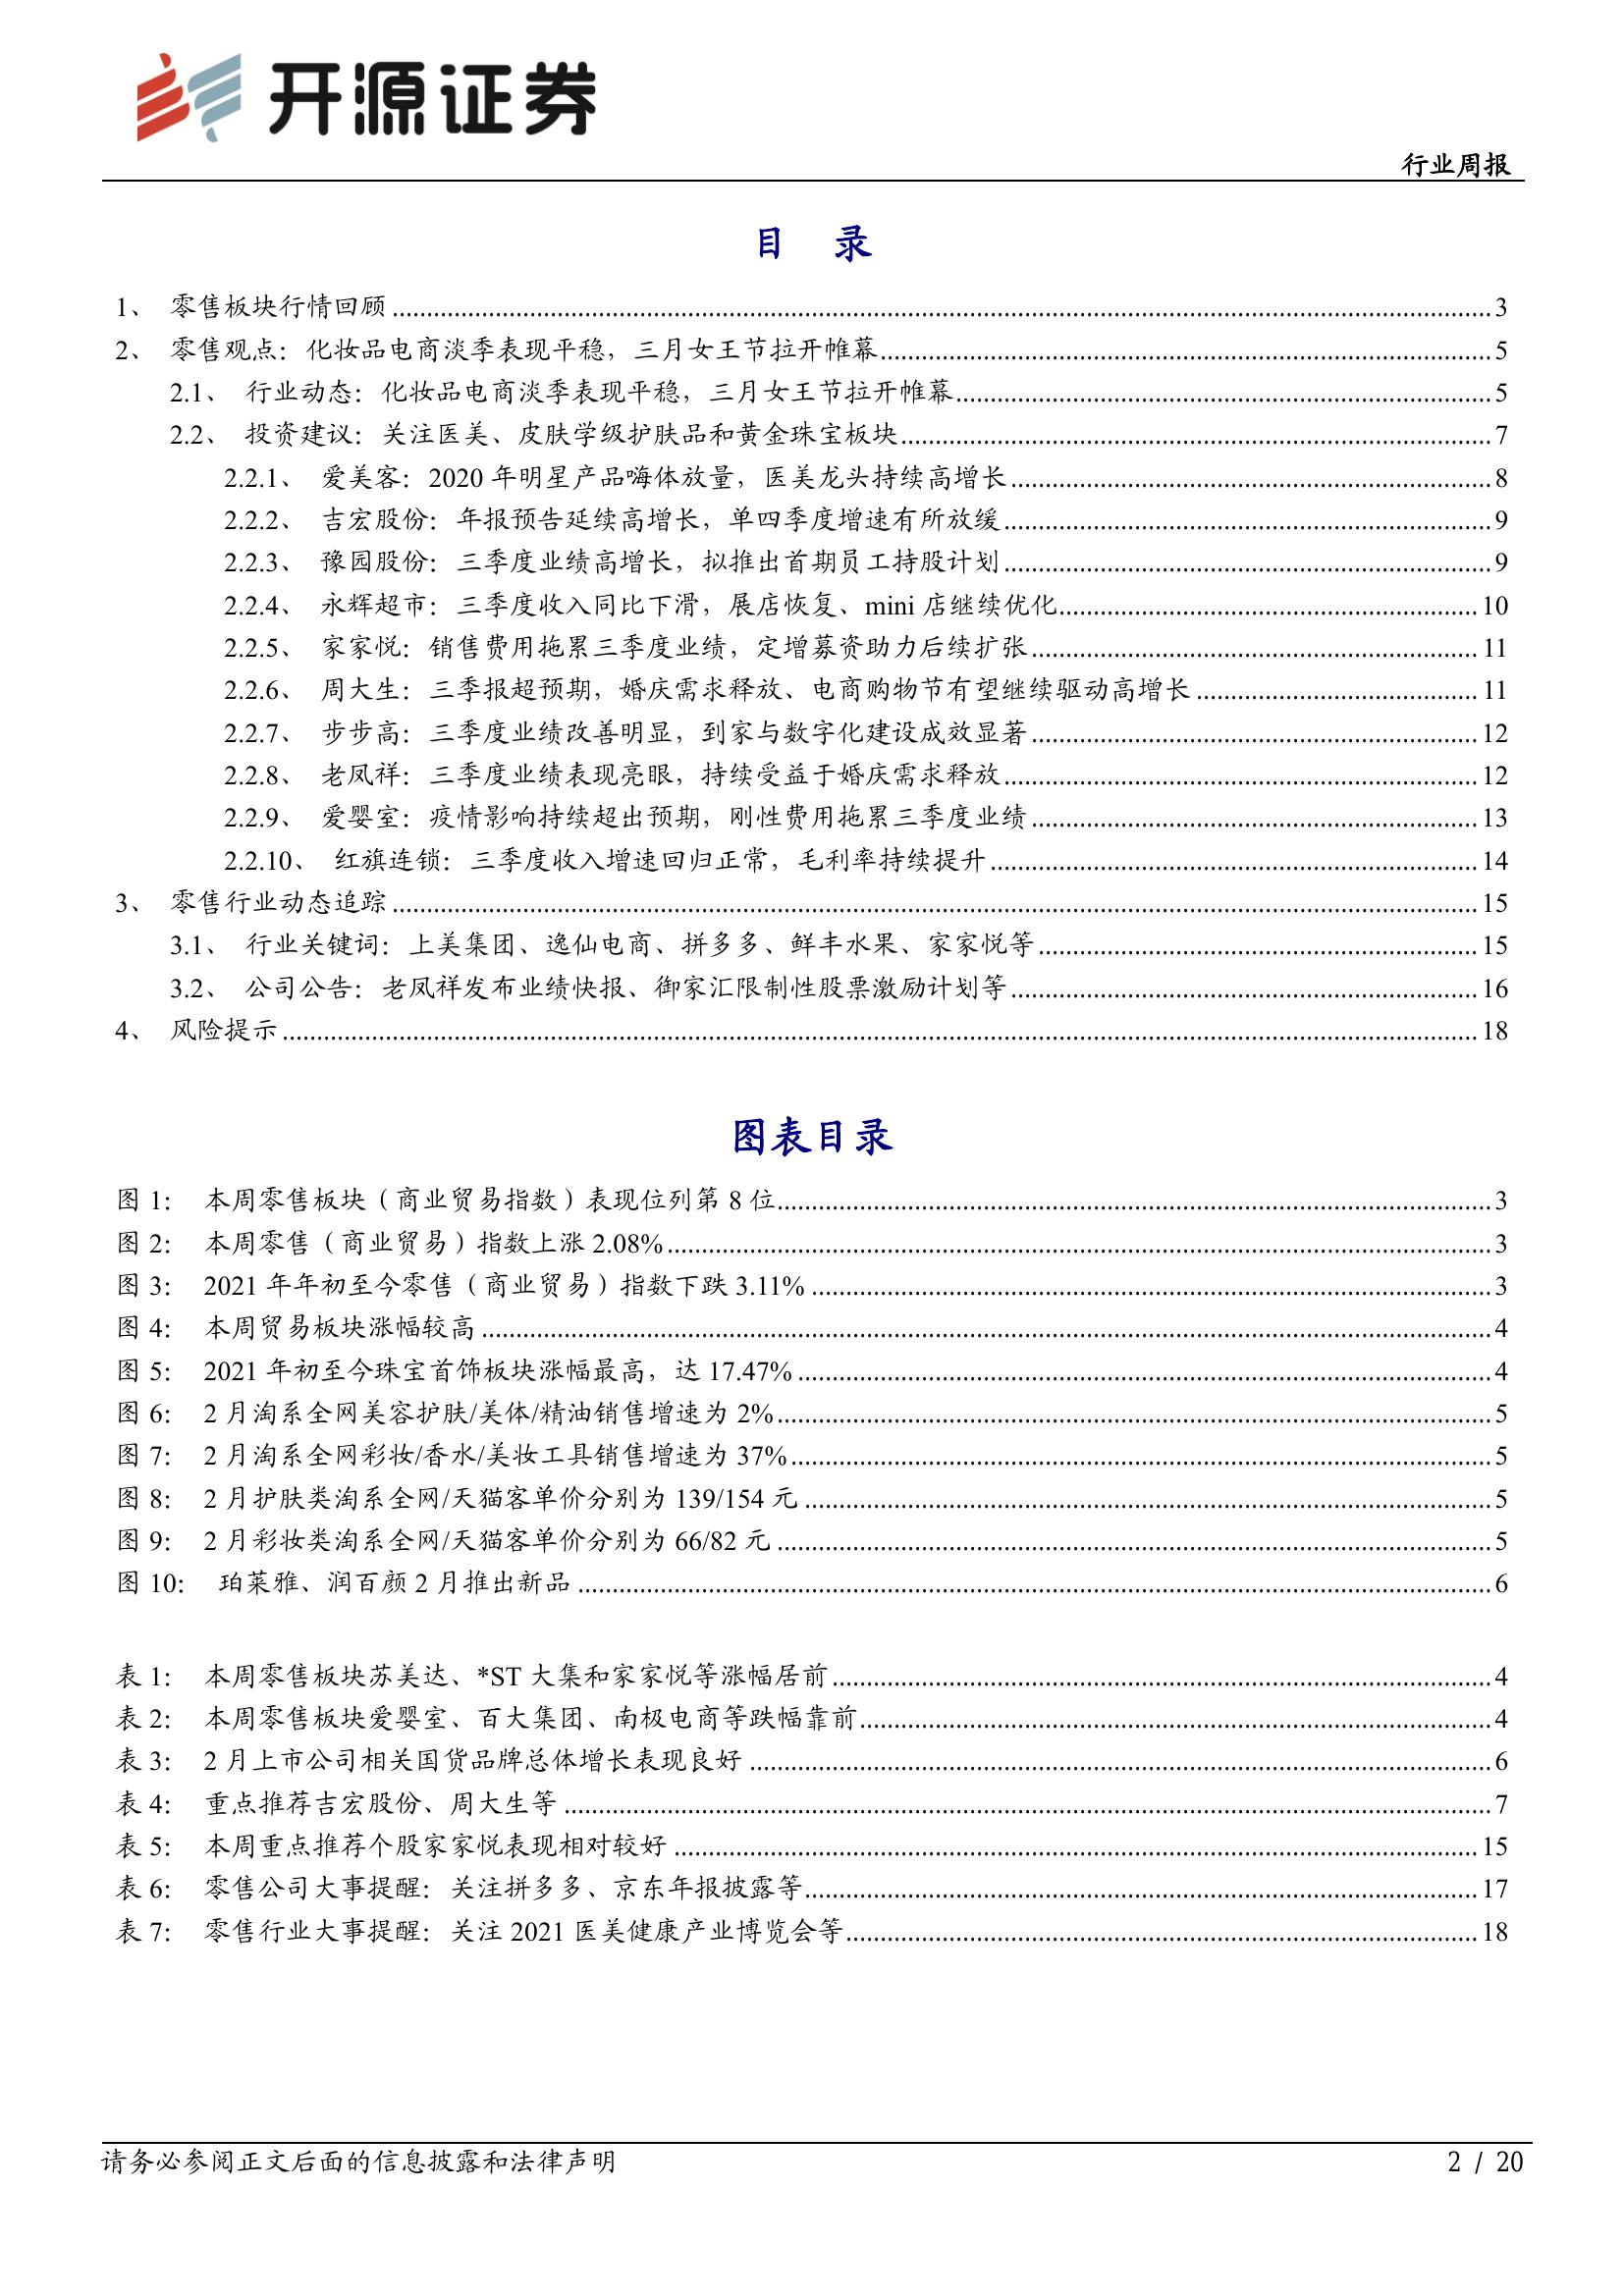 开源证券
行业周报
目 录
1、 零售板块行情回顾 ........ 3
2、 零售观点：化妆品电商淡季表现平稳，三月女王节拉开帷幕 ........ 5
2.1、 行业动态：化妆品电商淡季表现平稳，三月女王节拉开帷幕 ........ 5
2.2、 投资建议：关注医美、皮肤学级护肤品和黄金珠宝板块 ........ 7
2.2.1、 爱美客：2020 年明星产品嗨体放量，医美龙头持续高增长 ........ 8
2.2.2、 吉宏股份：年报预告延续高增长，单四季度增速有所放缓 ........ 9
2.2.3、 豫园股份：三季度业绩高增长，拟推出首期员工持股计划 ........ 9
2.2.4、 永辉超市：三季度收入同比下滑，展店恢复、mini 店继续优化 ........ 10
2.2.5、 家家悦：销售费用拖累三季度业绩，定增募资助力后续扩张 ........ 11
2.2.6、 周大生：三季报超预期，婚庆需求释放、电商购物节有望继续驱动高增长 ........ 11
2.2.7、 步步高：三季度业绩改善明显，到家与数字化建设成效显著 ........ 12
2.2.8、 老凤祥：三季度业绩表现亮眼，持续受益于婚庆需求释放 ........ 12
2.2.9、 爱婴室：疫情影响持续超出预期，刚性费用拖累三季度业绩 ........ 13
2.2.10、 红旗连锁：三季度收入增速回归正常，毛利率持续提升 ........ 14
3、 零售行业动态追踪 ........ 15
3.1、 行业关键词：上美集团、逸仙电商、拼多多、鲜丰水果、家家悦等 ........ 15
3.2、 公司公告：老凤祥发布业绩快报、御家汇限制性股票激励计划等 ........ 16
4、 风险提示 ........ 18
图表目录
图 1： 本周零售板块（商业贸易指数）表现位列第 8 位 ........ 3
图 2： 本周零售（商业贸易）指数上涨 2.08% ........ 3
图 3： 2021 年年初至今零售（商业贸易）指数下跌 3.11% ........ 3
图 4： 本周贸易板块涨幅较高 ........ 4
图 5： 2021 年初至今珠宝首饰板块涨幅最高，达 17.47% ........ 4
图 6： 2 月淘系全网美容护肤/美体/精油销售增速为 2% ........ 5
图 7： 2 月淘系全网彩妆/香水/美妆工具销售增速为 37% ........ 5
图 8： 2 月护肤类淘系全网/天猫客单价分别为 139/154 元 ........ 5
图 9： 2 月彩妆类淘系全网/天猫客单价分别为 66/82 元 ........ 5
图 10： 珀莱雅、润百颜 2 月推出新品 ........ 6
表 1： 本周零售板块苏美达、*ST 大集和家家悦等涨幅居前 ........ 4
表 2： 本周零售板块爱婴室、百大集团、南极电商等跌幅靠前 ........ 4
表 3： 2 月上市公司相关国货品牌总体增长表现良好 ........ 6
表 4： 重点推荐吉宏股份、周大生等 ........ 7
表 5： 本周重点推荐个股家家悦表现相对较好 ........ 15
表 6： 零售公司大事提醒：关注拼多多、京东年报披露等 ........ 17
表 7： 零售行业大事提醒：关注 2021 医美健康产业博览会等 ........ 18
请务必参阅正文后面的信息披露和法律声明 2 / 20